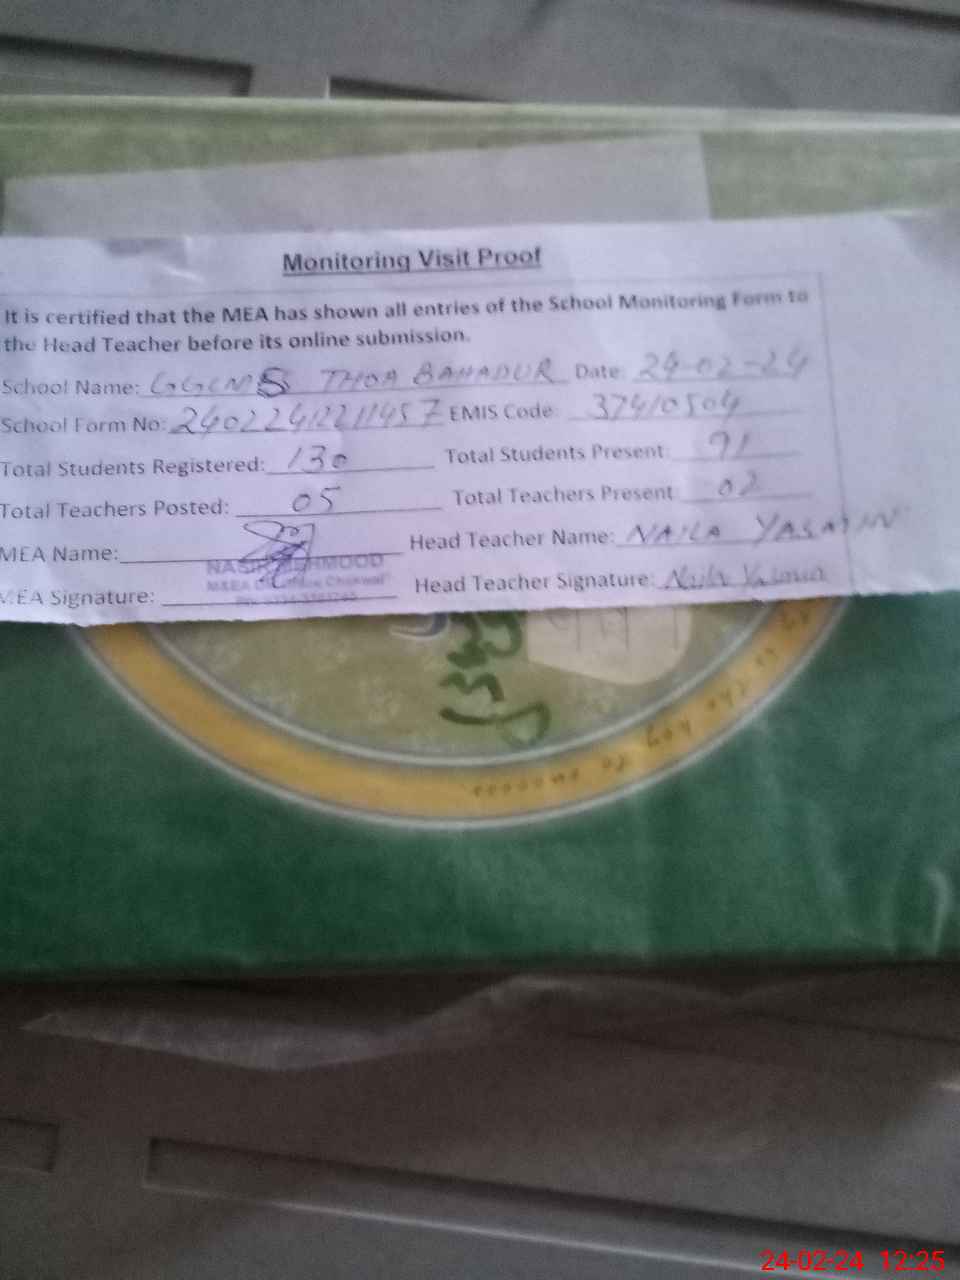 Monitoring Visit Proof
It is certified that the MEA has shown all entries of the School Monitoring Form to
the Head Teacher before its online submission.
School Name: GGCMS THOA BAHADUR Date: 24-02-24
School Form No: EMIS Code: 37410504
Total Students Registered: 130 Total Students Present: 91
Total Teachers Posted: 05 Total Teachers Present: 02
MEA Name: Head Teacher Name: NAILA YASMIN
MEA Signature: Head Teacher Signature: Naila
24-02-24 12:25